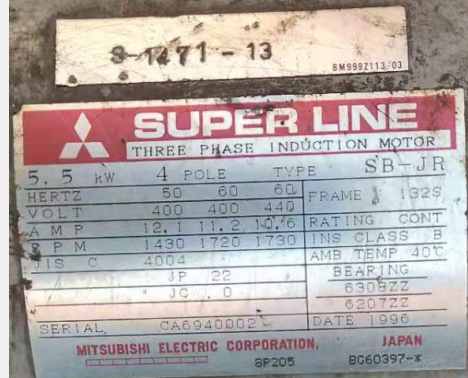 S-1471-13
BM999Z113 03
SUPER LINE
THREE PHASE INDUCTION MOTOR
5.5 kW 4 POLE TYPE SB-JR
HERTZ 50 60 60 FRAME 132S
VOLT 400 400 440
AMP 12.1 11.2 10.6 RATING CONT
RPM 1430 1720 1730 INS CLASS B
JIS C 4004 AMB TEMP 40°C
JP 22 BEARING
JC 0 6308ZZ
6207ZZ
SERIAL CA6940002 DATE 1996
MITSUBISHI ELECTRIC CORPORATION, JAPAN
8P205 BG60397-*